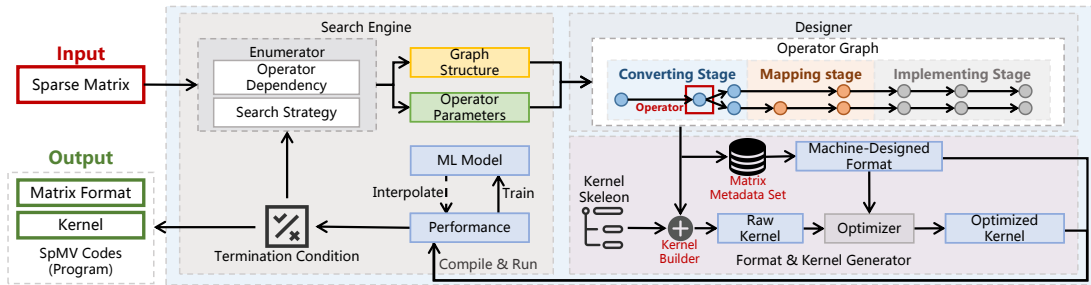 Input
Sparse Matrix
Output
Matrix Format
Kernel
SpMV Codes
(Program)
Search Engine
Enumerator
Operator
Dependency
Search Strategy
Graph
Structure
Operator
Parameters
ML Model
Interpolate
Train
Performance
Termination Condition
Compile & Run
Designer
Operator Graph
Converting Stage
Mapping stage
Implementing Stage
Operator
Matrix
Metadata Set
Machine-Designed
Format
Kernel
Skeleon
Kernel
Builder
Raw
Kernel
Optimizer
Optimized
Kernel
Format & Kernel Generator